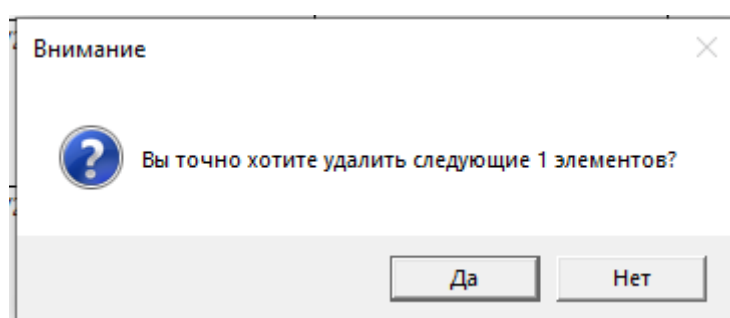 Внимание
Вы точно хотите удалить следующие 1 элементов?
Да
Нет